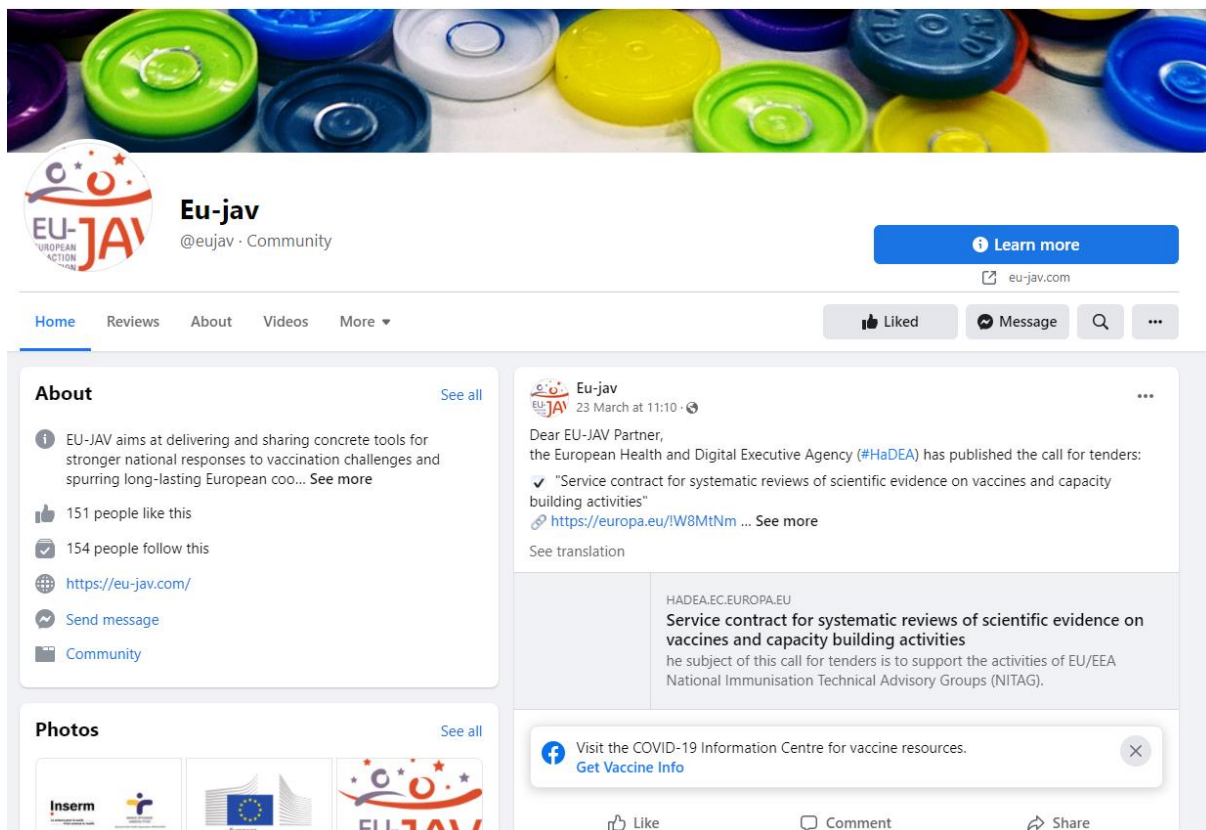 FLIP OFF
EU-JAV
Eu-jav
@eujav · Community
Learn more
eu-jav.com
Home Reviews About Videos More
Liked Message
About See all
EU-JAV aims at delivering and sharing concrete tools for
stronger national responses to vaccination challenges and
spurring long-lasting European coo... See more
151 people like this
154 people follow this
https://eu-jav.com/
Send message
Community
Photos See all
Inserm
EU-JAV
Eu-jav
23 March at 11:10 ·
Dear EU-JAV Partner,
the European Health and Digital Executive Agency (#HaDEA) has published the call for tenders:
"Service contract for systematic reviews of scientific evidence on vaccines and capacity
building activities"
https://europa.eu/!W8MtNm ... See more
See translation
HADEA.EC.EUROPA.EU
Service contract for systematic reviews of scientific evidence on
vaccines and capacity building activities
he subject of this call for tenders is to support the activities of EU/EEA
National Immunisation Technical Advisory Groups (NITAG).
Visit the COVID-19 Information Centre for vaccine resources.
Get Vaccine Info
Like Comment Share